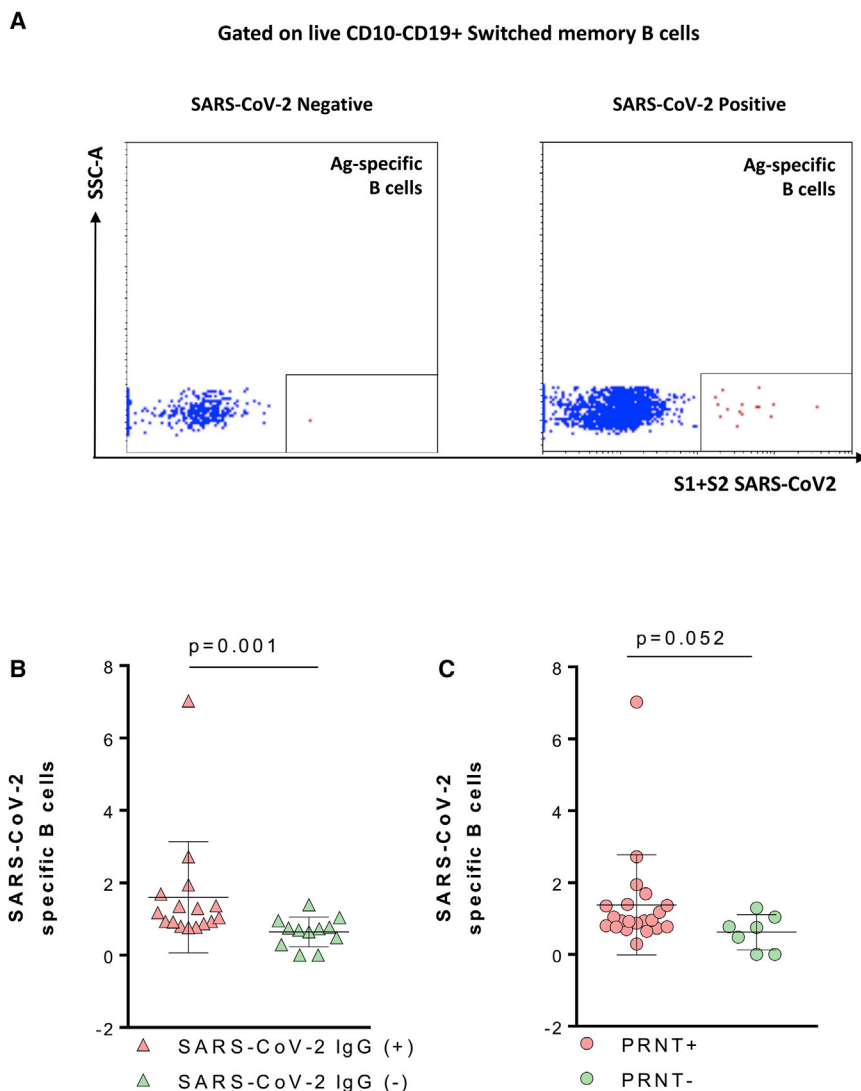 A
Gated on live CD10-CD19+ Switched memory B cells
SARS-CoV-2 Negative
SARS-CoV-2 Positive
SSC-A
Ag-specific
B cells
Ag-specific
B cells
S1+S2 SARS-CoV2
B
p=0.001
SARS-CoV-2
specific B cells
8
6
4
2
0
-2
SARS-CoV-2 IgG (+)
SARS-CoV-2 IgG (-)
C
p=0.052
SARS-CoV-2
specific B cells
8
6
4
2
0
-2
PRNT+
PRNT-